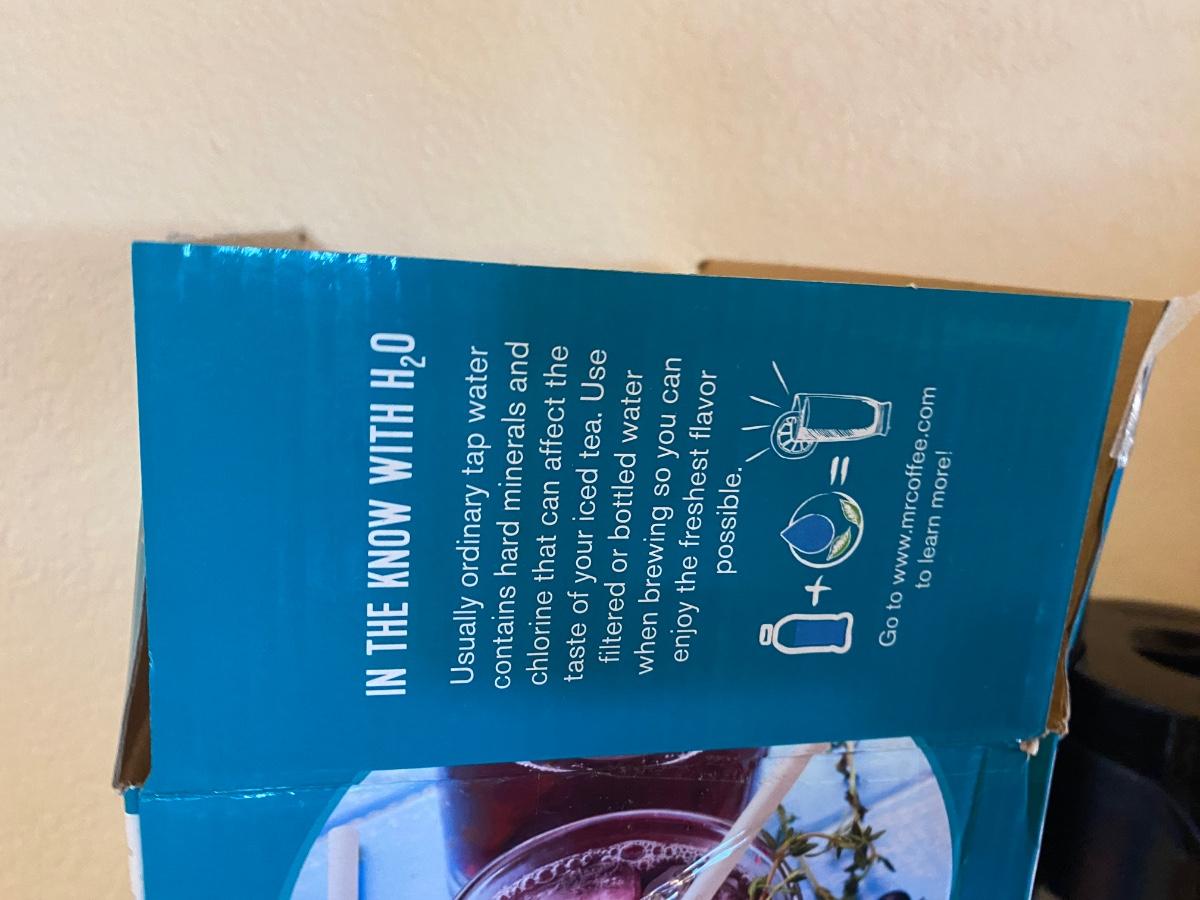 IN THE KNOW WITH H₂O
Usually ordinary tap water
contains hard minerals and
chlorine that can affect the
taste of your iced tea. Use
filtered or bottled water
when brewing so you can
enjoy the freshest flavor
possible.
+ =
Go to www.mrcoffee.com
to learn more!